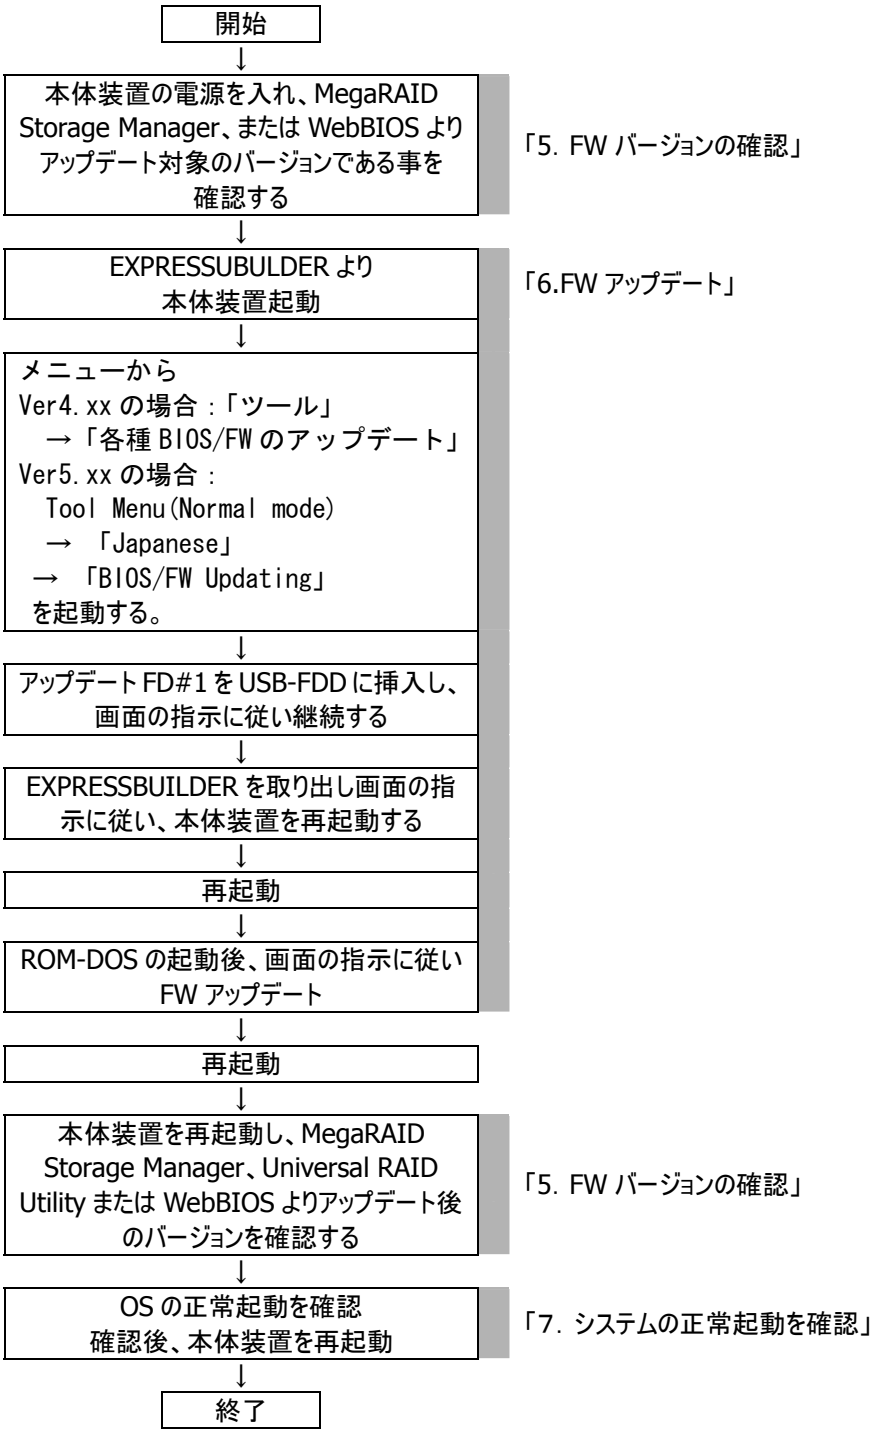 開始
↓
本体装置の電源を入れ、MegaRAID
Storage Manager、または WebBIOS より
アップデート対象のバージョンである事を
確認する
「5. FW バージョンの確認」
↓
EXPRESSUBULDER より
本体装置起動
「6.FW アップデート」
↓
メニューから
Ver4.xx の場合：「ツール」
→「各種 BIOS/FW のアップデート」
Ver5.xx の場合：
Tool Menu(Normal mode)
→ 「Japanese」
→ 「BIOS/FW Updating」
を起動する。
↓
アップデート FD#1 を USB-FDD に挿入し、
画面の指示に従い継続する
↓
EXPRESSBUILDER を取り出し画面の指
示に従い、本体装置を再起動する
↓
再起動
↓
ROM-DOS の起動後、画面の指示に従い
FW アップデート
↓
再起動
↓
本体装置を再起動し、MegaRAID
Storage Manager、Universal RAID
Utility または WebBIOS よりアップデート後
のバージョンを確認する
「5. FW バージョンの確認」
↓
OS の正常起動を確認
確認後、本体装置を再起動
「7. システムの正常起動を確認」
↓
終了